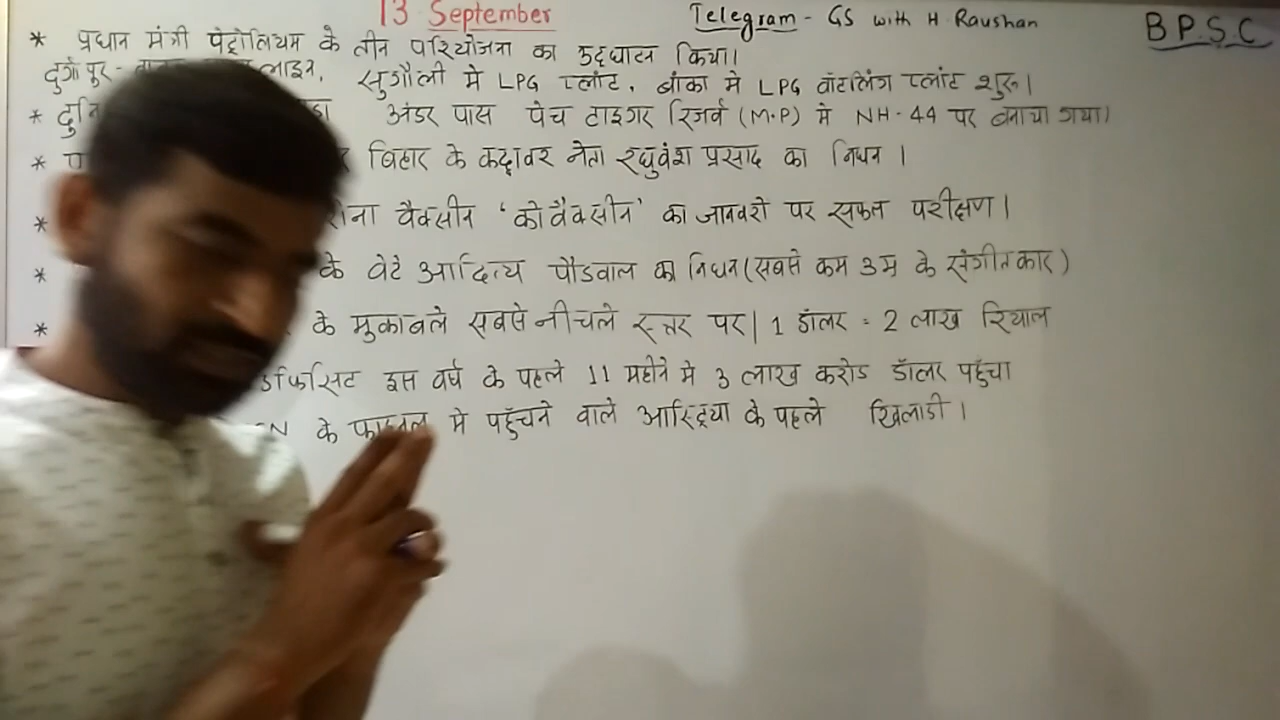 13 September
Telegram - GS with H Raushan
BPSC
* प्रधान मंत्री पेट्रोलियम के तीन परियोजना का उद्घाटन किया।
दुर्गापुर - लाइन, सुगौली मे LPG प्लांट, बांका मे LPG बॉटलिंग प्लांट शुरू।
* अंडर पास पेच टाइगर रिजर्व (M.P) मे NH-44 पर बनाया गया।
* बिहार के कद्दावर नेता रघुवंश प्रसाद का निधन।
* वैक्सीन 'कोवैक्सीन' का जानवरो पर सफल परीक्षण।
* के बेटे आदित्य पौडवाल का निधन (सबसे कम उम्र के संगीतकार)
* के मुकाबले सबसे नीचले स्तर पर। 1 डॉलर = 2 लाख रियाल
इस वर्ष के पहले 11 महीने मे 3 लाख करोड डॉलर पहुँचा
के फाइनल मे पहुँचने वाले आस्ट्रिया के पहले खिलाडी।